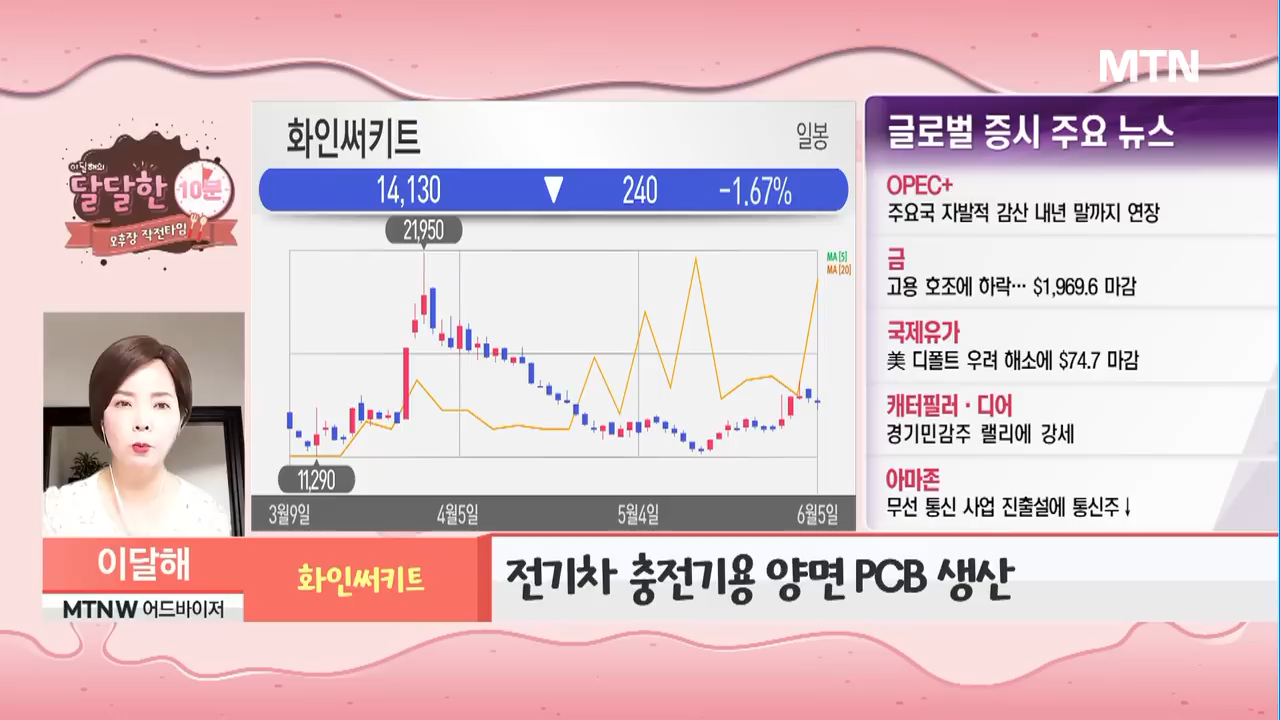 MTN
이달해의
달달한 10분
오후장 작전타임
화인써키트
일봉
14,130 ▼ 240 -1.67%
21,950
MA [5]
MA [20]
11,290
3월9일 4월5일 5월4일 6월5일
글로벌 증시 주요 뉴스
OPEC+
주요국 자발적 감산 내년 말까지 연장
금
고용 호조에 하락… $1,969.6 마감
국제유가
美 디폴트 우려 해소에 $74.7 마감
캐터필러·디어
경기민감주 랠리에 강세
아마존
무선 통신 사업 진출설에 통신주↓
이달해
MTNW 어드바이저
화인써키트
전기차 충전기용 양면 PCB 생산